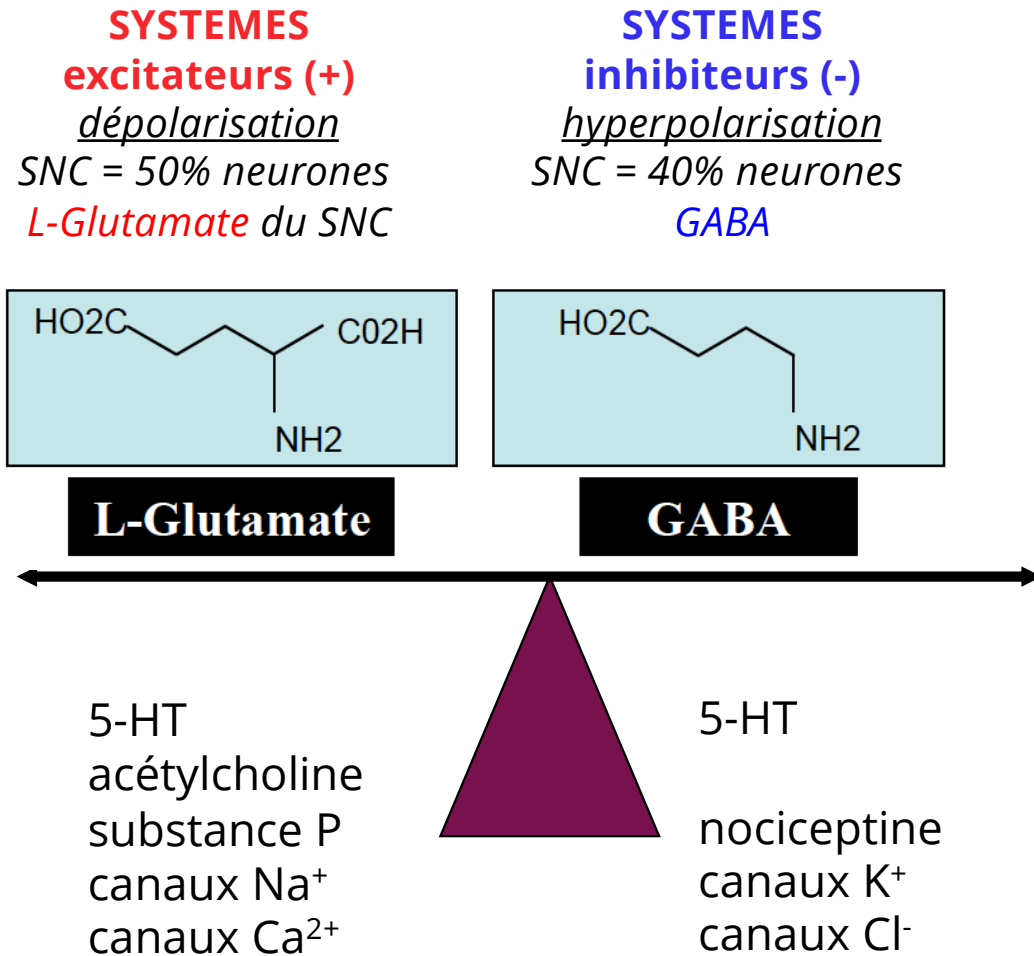 SYSTEMES
excitateurs (+)
dépolarisation
SNC = 50% neurones
L-Glutamate du SNC
SYSTEMES
inhibiteurs (-)
hyperpolarisation
SNC = 40% neurones
GABA
HO2C
C02H
NH2
L-Glutamate
HO2C
NH2
GABA
5-HT
acétylcholine
substance P
canaux Na⁺
canaux Ca²⁺
5-HT
nociceptine
canaux K⁺
canaux Cl⁻